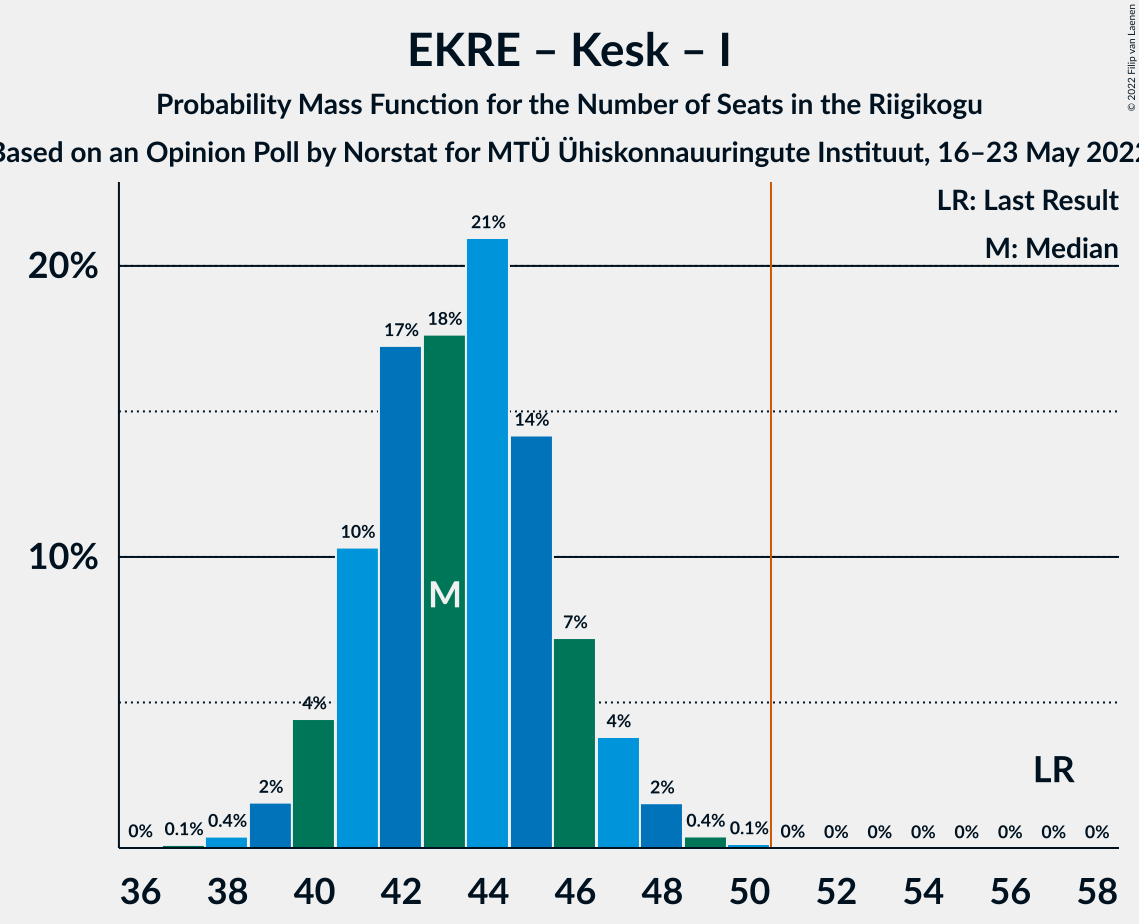 EKRE – Kesk – I
Probability Mass Function for the Number of Seats in the Riigikogu
Based on an Opinion Poll by Norstat for MTÜ Ühiskonnauuringute Instituut, 16–23 May 2022
© 2022 Filip van Laenen
LR: Last Result
M: Median
20%
10%
0%
0.1%
0.4%
2%
4%
10%
17%
18%
21%
14%
7%
4%
2%
0.4%
0.1%
0%
0%
0%
0%
0%
0%
0%
0%
M
LR
36 38 40 42 44 46 48 50 52 54 56 58